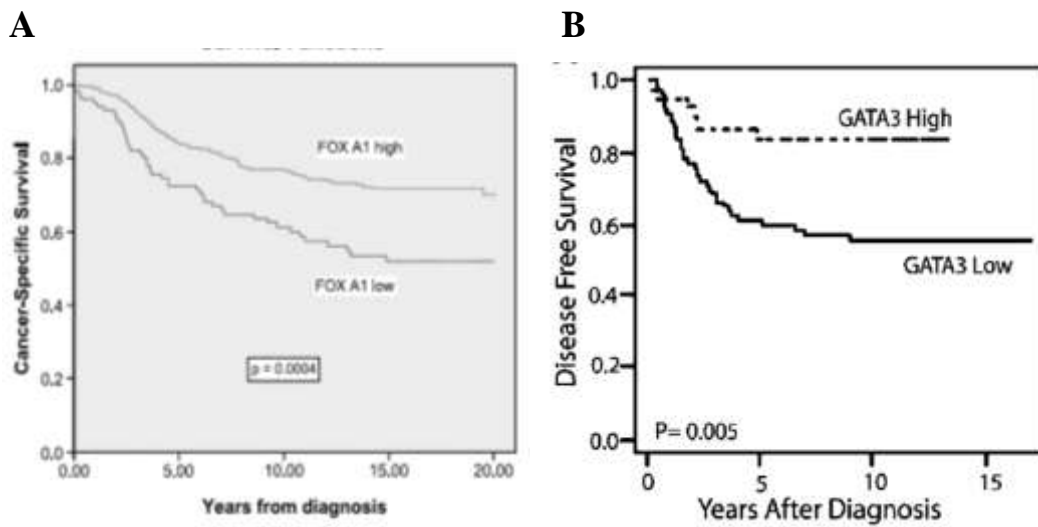 A
Cancer-Specific Survival
1.0
0.8
0.6
0.4
0.2
0.0
FOX A1 high
FOX A1 low
p = 0.0004
0.00
5.00
10.00
15.00
20.00
Years from diagnosis
B
Disease Free Survival
1.0
0.8
0.6
0.4
0.2
0.0
GATA3 High
GATA3 Low
P= 0.005
0
5
10
15
Years After Diagnosis